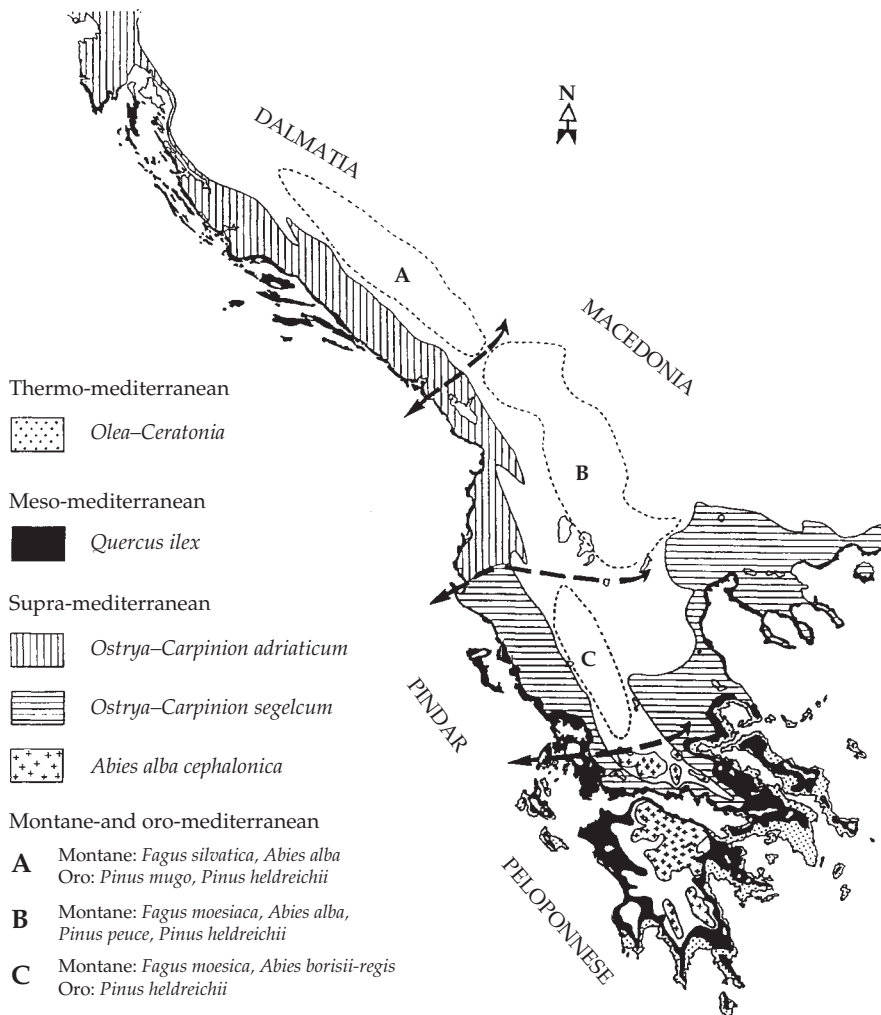 N
DALMATIA
A
MACEDONIA
B
C
PINDAR
PELOPONNESE
Thermo-mediterranean
Olea–Ceratonia
Meso-mediterranean
Quercus ilex
Supra-mediterranean
Ostrya–Carpinion adriaticum
Ostrya–Carpinion segelcum
Abies alba cephalonica
Montane-and oro-mediterranean
A Montane: Fagus silvatica, Abies alba
Oro: Pinus mugo, Pinus heldreichii
B Montane: Fagus moesiaca, Abies alba,
Pinus peuce, Pinus heldreichii
C Montane: Fagus moesica, Abies borisii-regis
Oro: Pinus heldreichii